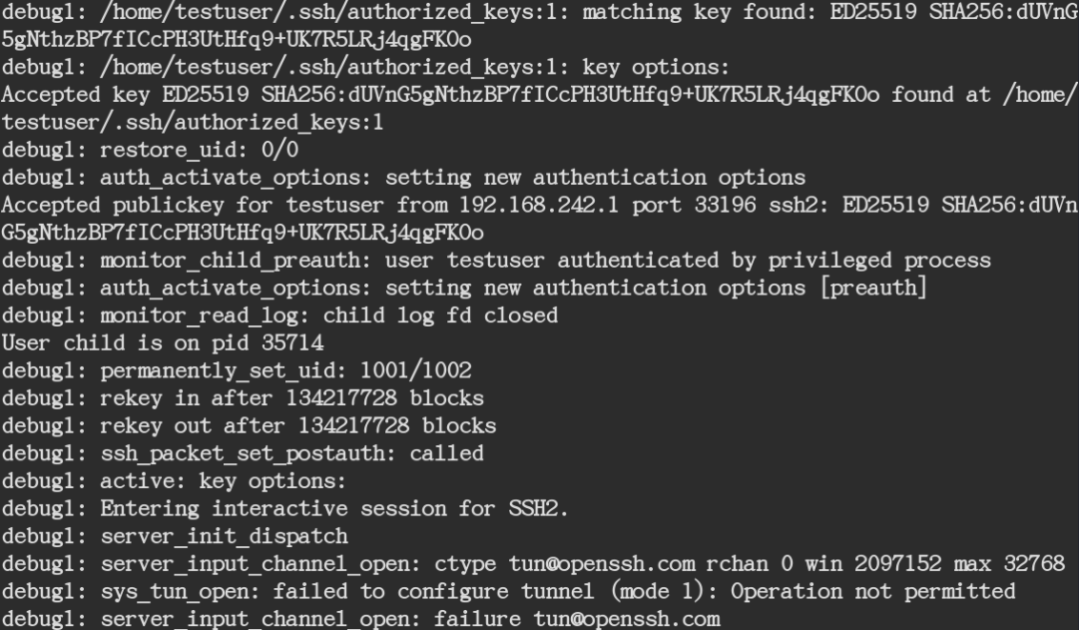 debug1: /home/testuser/.ssh/authorized_keys:1: matching key found: ED25519 SHA256:dUVnG
5gNthzBP7fICcPH3UtHfq9+UK7R5LRj4qgFKOo
debug1: /home/testuser/.ssh/authorized_keys:1: key options:
Accepted key ED25519 SHA256:dUVnG5gNthzBP7fICcPH3UtHfq9+UK7R5LRj4qgFKOo found at /home/
testuser/.ssh/authorized_keys:1
debug1: restore_uid: 0/0
debug1: auth_activate_options: setting new authentication options
Accepted publickey for testuser from 192.168.242.1 port 33196 ssh2: ED25519 SHA256:dUVn
G5gNthzBP7fICcPH3UtHfq9+UK7R5LRj4qgFKOo
debug1: monitor_child_preauth: user testuser authenticated by privileged process
debug1: auth_activate_options: setting new authentication options [preauth]
debug1: monitor_read_log: child log fd closed
User child is on pid 35714
debug1: permanently_set_uid: 1001/1002
debug1: rekey in after 134217728 blocks
debug1: rekey out after 134217728 blocks
debug1: ssh_packet_set_postauth: called
debug1: active: key options:
debug1: Entering interactive session for SSH2.
debug1: server_init_dispatch
debug1: server_input_channel_open: ctype tun@openssh.com rchan 0 win 2097152 max 32768
debug1: sys_tun_open: failed to configure tunnel (mode 1): Operation not permitted
debug1: server_input_channel_open: failure tun@openssh.com